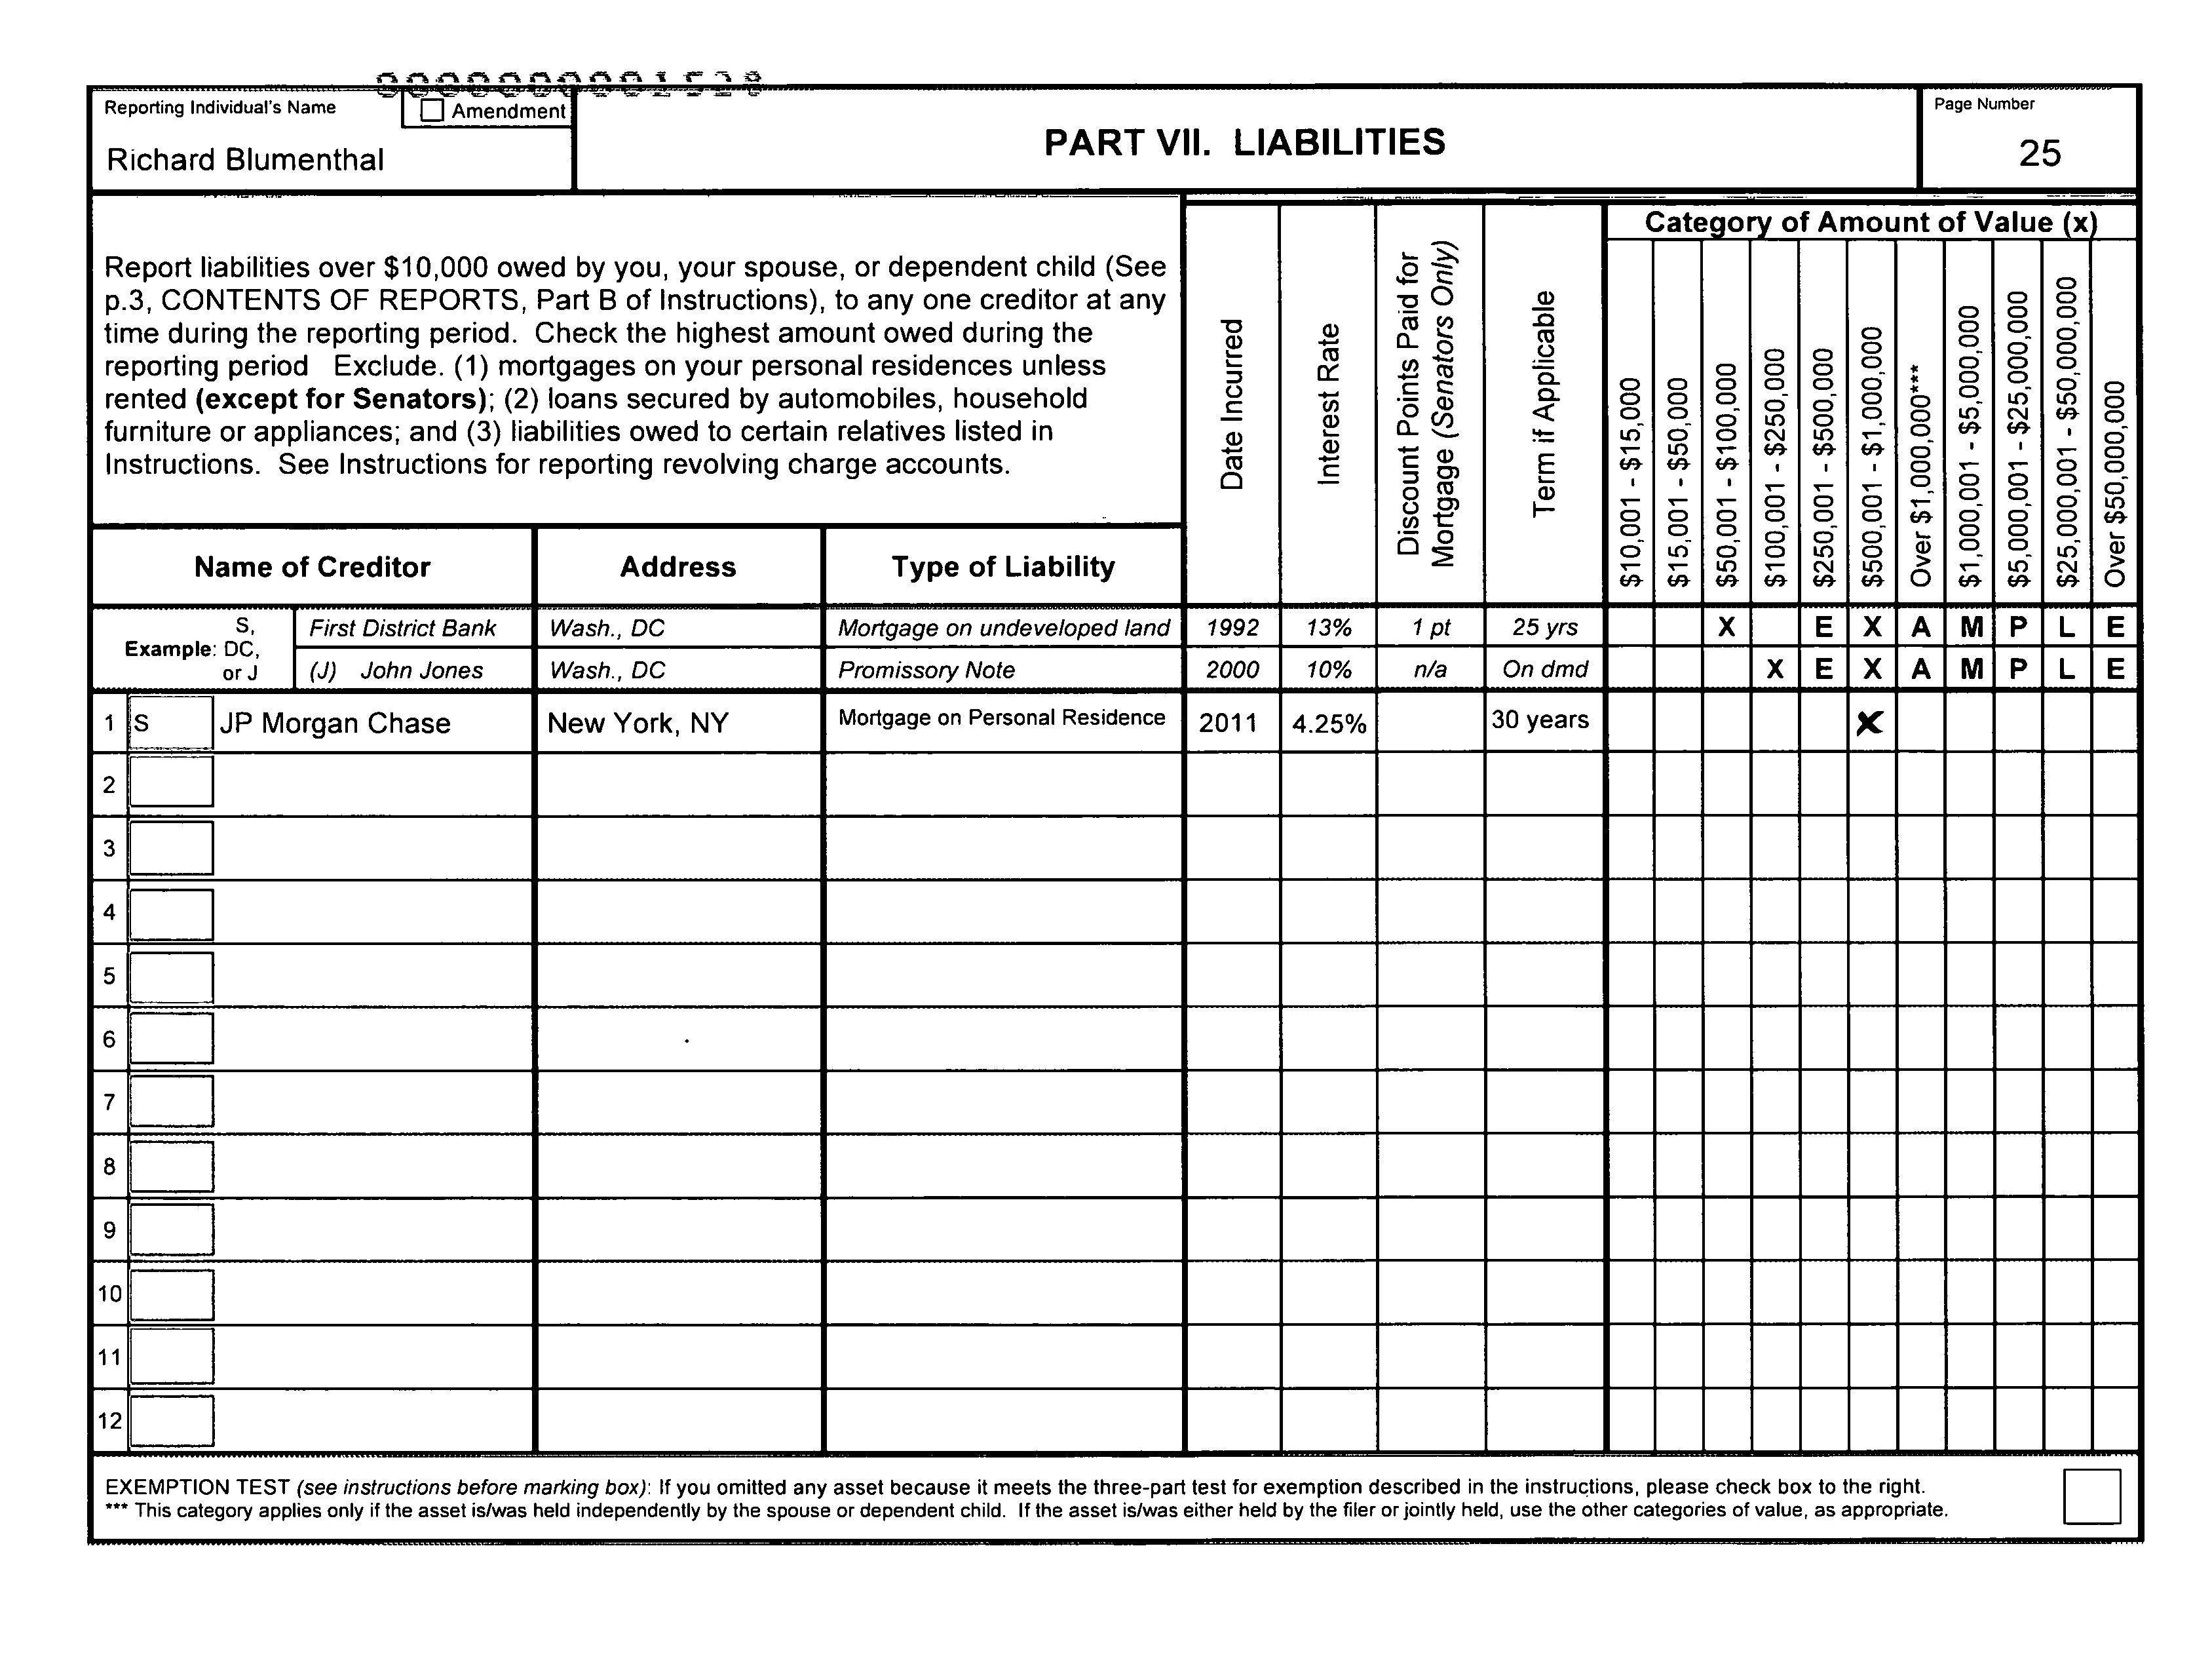 000000001528
Reporting Individual's Name
Amendment
Richard Blumenthal
PART VII. LIABILITIES
Page Number
25
Report liabilities over $10,000 owed by you, your spouse, or dependent child (See
p.3, CONTENTS OF REPORTS, Part B of Instructions), to any one creditor at any
time during the reporting period. Check the highest amount owed during the
reporting period Exclude. (1) mortgages on your personal residences unless
rented (except for Senators); (2) loans secured by automobiles, household
furniture or appliances; and (3) liabilities owed to certain relatives listed in
Instructions. See Instructions for reporting revolving charge accounts.
Name of Creditor
Address
Type of Liability
Date Incurred
Interest Rate
Discount Points Paid for
Mortgage (Senators Only)
Term if Applicable
Category of Amount of Value (x)
$10,001 - $15,000
$15,001 - $50,000
$50,001 - $100,000
$100,001 - $250,000
$250,001 - $500,000
$500,001 - $1,000,000
Over $1,000,000***
$1,000,001 - $5,000,000
$5,000,001 - $25,000,000
$25,000,001 - $50,000,000
Over $50,000,000
Example: S,
DC,
or J
First District Bank Wash., DC Mortgage on undeveloped land 1992 13% 1 pt 25 yrs X E X A M P L E
(J) John Jones Wash., DC Promissory Note 2000 10% n/a On dmd X E X A M P L E
1 S JP Morgan Chase New York, NY Mortgage on Personal Residence 2011 4.25% 30 years X
2
3
4
5
6
7
8
9
10
11
12
EXEMPTION TEST (see instructions before marking box): If you omitted any asset because it meets the three-part test for exemption described in the instructions, please check box to the right.
*** This category applies only if the asset is/was held independently by the spouse or dependent child. If the asset is/was either held by the filer or jointly held, use the other categories of value, as appropriate.